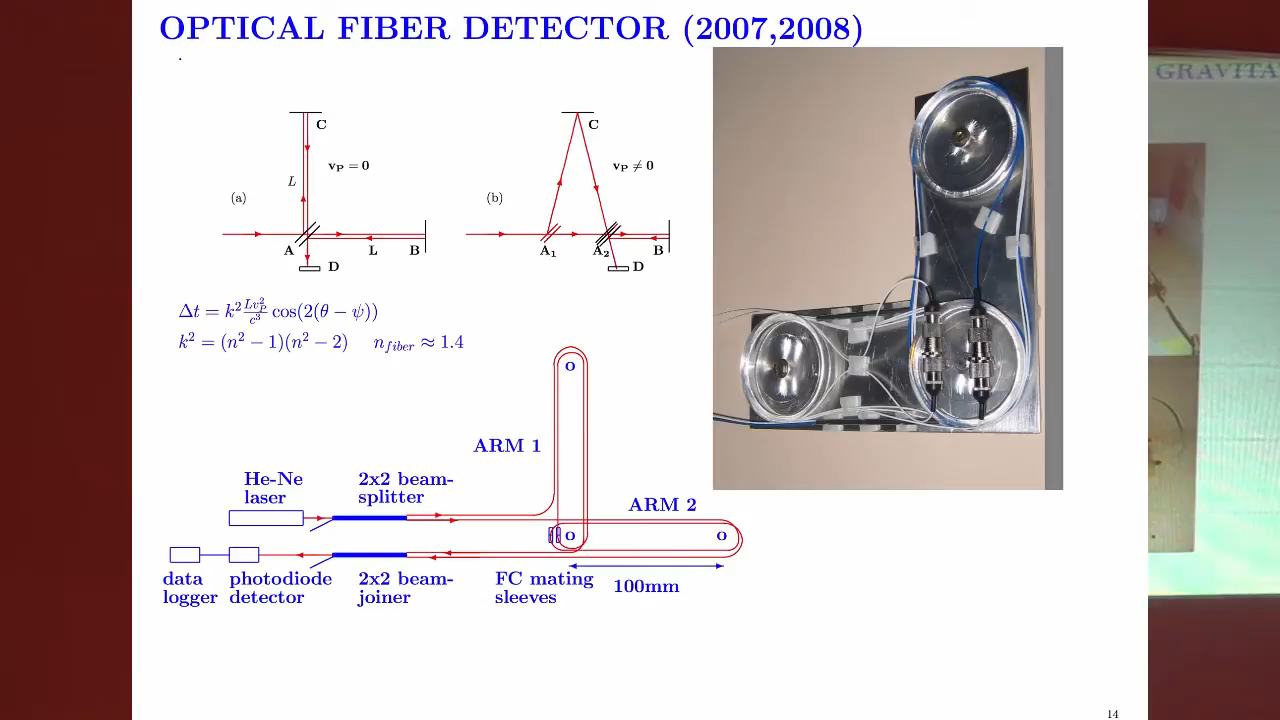 OPTICAL FIBER DETECTOR (2007,2008)
GRAVITA
C
v_P = 0
L
(a)
A
L
B
D
C
v_P ≠ 0
(b)
A₁
A₂
B
D
Δt = k² Lv_P²/c³ cos(2(θ − ψ))
k² = (n² − 1)(n² − 2) n_fiber ≈ 1.4
o
ARM 1
He-Ne
laser
2x2 beam-
splitter
ARM 2
o
o
data
logger
photodiode
detector
2x2 beam-
joiner
FC mating
sleeves
100mm
14